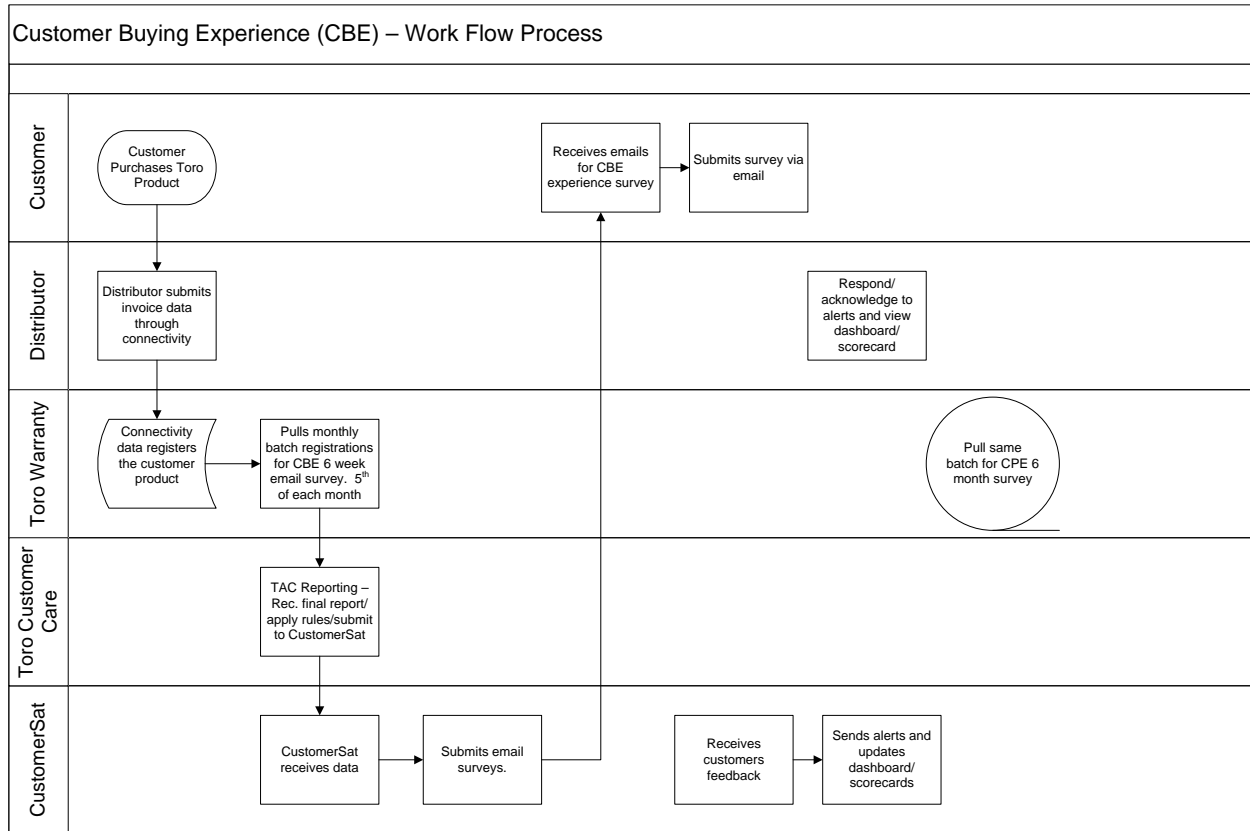 Customer Buying Experience (CBE) – Work Flow Process
Customer
Customer
Purchases Toro
Product
Receives emails
for CBE
experience survey
Submits survey via
email
Distributor
Distributor submits
invoice data
through
connectivity
Respond/
acknowledge to
alerts and view
dashboard/
scorecard
Toro Warranty
Connectivity
data registers
the customer
product
Pulls monthly
batch registrations
for CBE 6 week
email survey.  5th
of each month
Pull same
batch for CPE 6
month survey
Toro Customer
Care
TAC Reporting –
Rec. final report/
apply rules/submit
to CustomerSat
CustomerSat
CustomerSat
receives data
Submits email
surveys.
Receives
customers
feedback
Sends alerts and
updates
dashboard/
scorecards